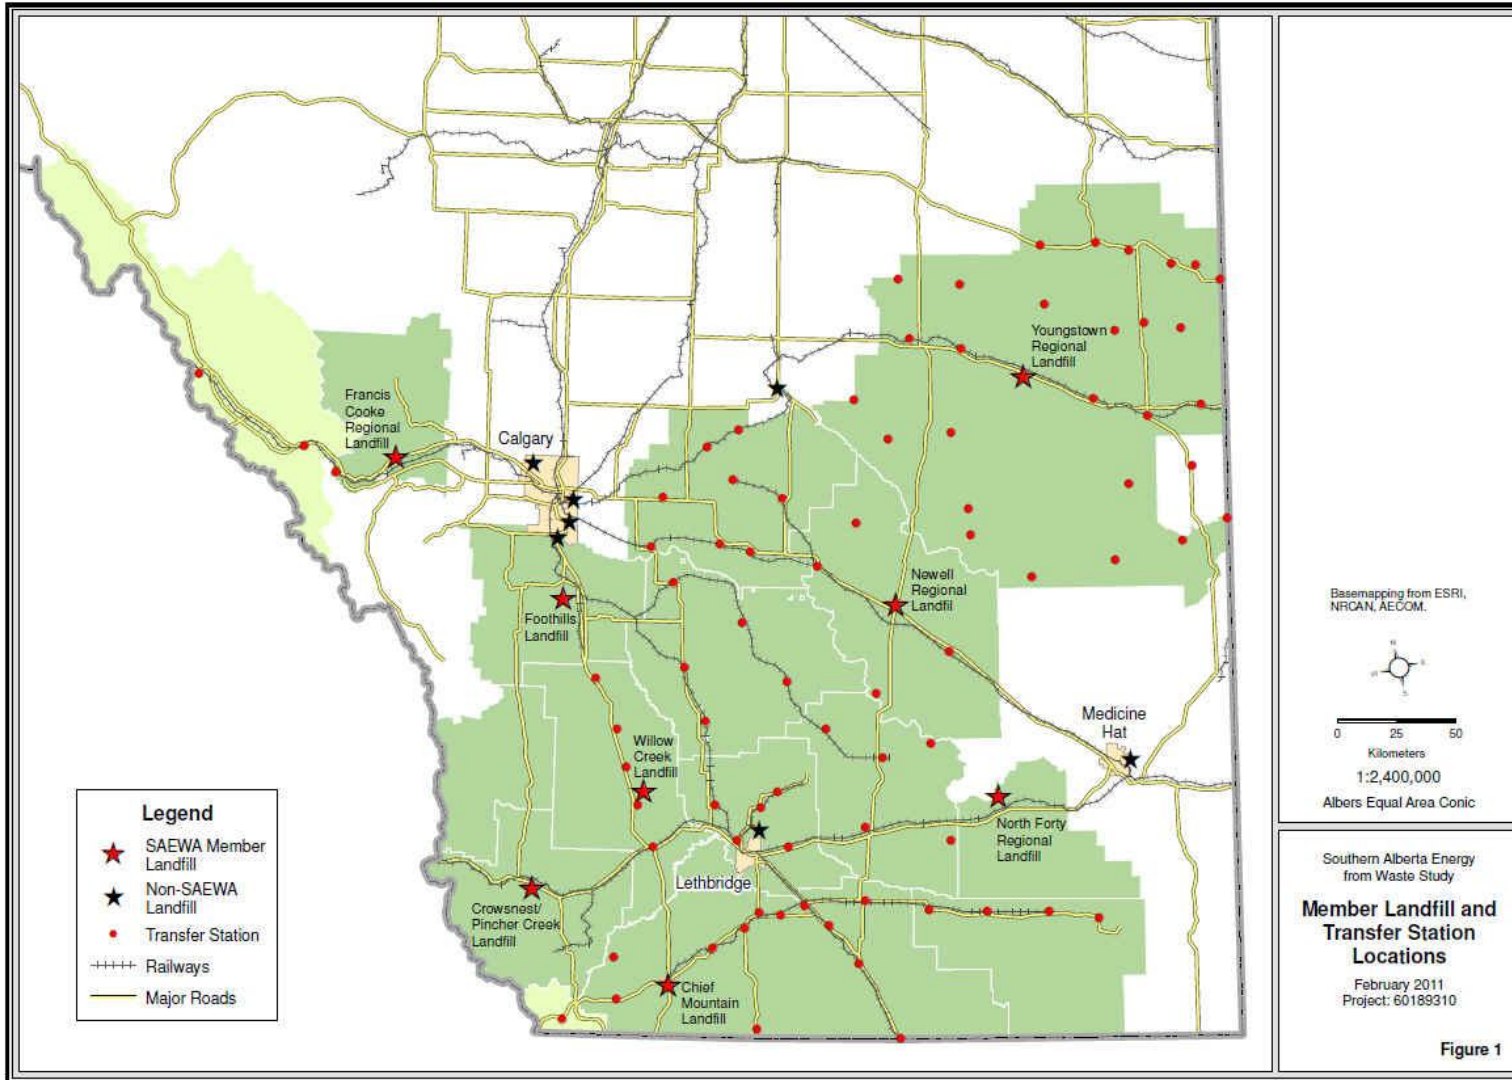 Youngstown
Regional
Landfill
Francis
Cooke
Regional
Landfill
Calgary
Newell
Regional
Landfil
Foothills
Landfill
Medicine
Hat
Willow
Creek
Landfill
North Forty
Regional
Landfill
Lethbridge
Crowsnest/
Pincher Creek
Landfill
Chief
Mountain
Landfill
Legend
SAEWA Member
Landfill
Non-SAEWA
Landfill
Transfer Station
Railways
Major Roads
Basemapping from ESRI,
NRCAN, AECOM.
0 25 50
Kilometers
1:2,400,000
Albers Equal Area Conic
Southern Alberta Energy
from Waste Study
Member Landfill and
Transfer Station
Locations
February 2011
Project: 60189310
Figure 1